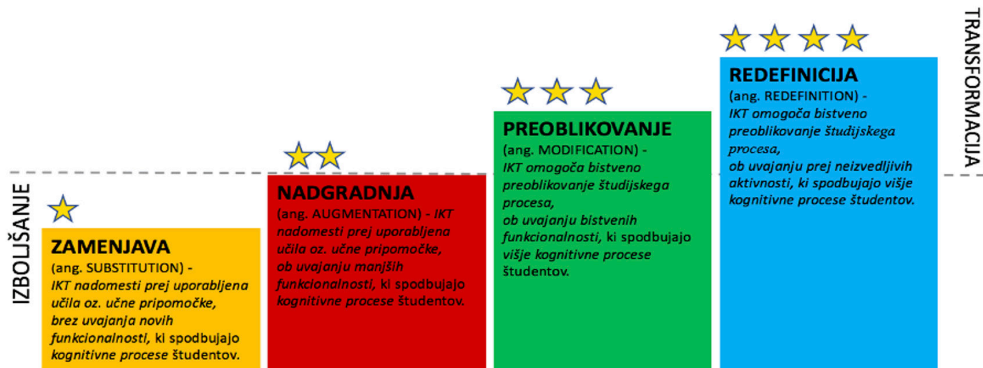 IZBOLJŠANJE
ZAMENJAVA
(ang. SUBSTITUTION) -
IKT nadomesti prej uporabljena
učila oz. učne pripomočke,
brez uvajanja novih
funkcionalnosti, ki spodbujajo
kognitivne procese študentov.
NADGRADNJA
(ang. AUGMENTATION) - IKT
nadomesti prej uporabljena
učila oz. učne pripomočke,
ob uvajanju manjših
funkcionalnosti, ki spodbujajo
kognitivne procese študentov.
PREOBLIKOVANJE
(ang. MODIFICATION) -
IKT omogoča bistveno
preoblikovanje študijskega
procesa,
ob uvajanju bistvenih
funkcionalnosti, ki spodbujajo
višje kognitivne procese
študentov.
REDEFINICIJA
(ang. REDEFINITION) -
IKT omogoča bistveno
preoblikovanje študijskega
procesa,
ob uvajanju prej neizvedljivih
aktivnosti, ki spodbujajo višje
kognitivne procese študentov.
TRANSFORMACIJA